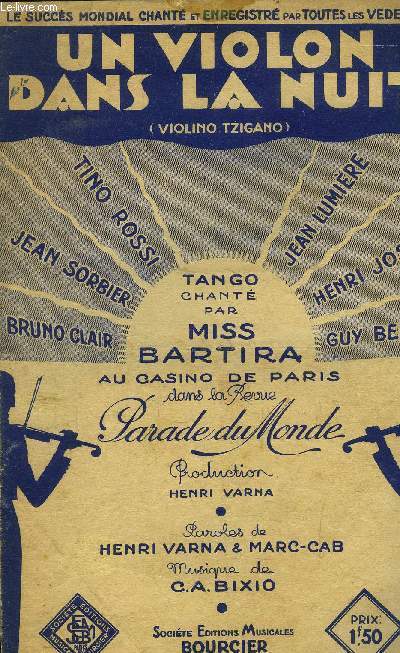 LE SUCCÈS MONDIAL CHANTÉ ET ENREGISTRÉ PAR TOUTES LES VEDE
UN VIOLON
DANS LA NUIT
(VIOLINO TZIGANO)
TINO ROSSI
JEAN LUMIÈRE
JEAN SORBIER
HENRI JOS
BRUNO CLAIR
GUY BE
TANGO
CHANTÉ
PAR
MISS
BARTIRA
AU CASINO DE PARIS
dans la Revue
Parade du Monde
Production
HENRI VARNA
Paroles de
HENRI VARNA & MARC-CAB
Musique de
C.A. BIXIO
SOCIÉTÉ EDITIONS MUSICALES
BOURCIER
PRIX:
1f50